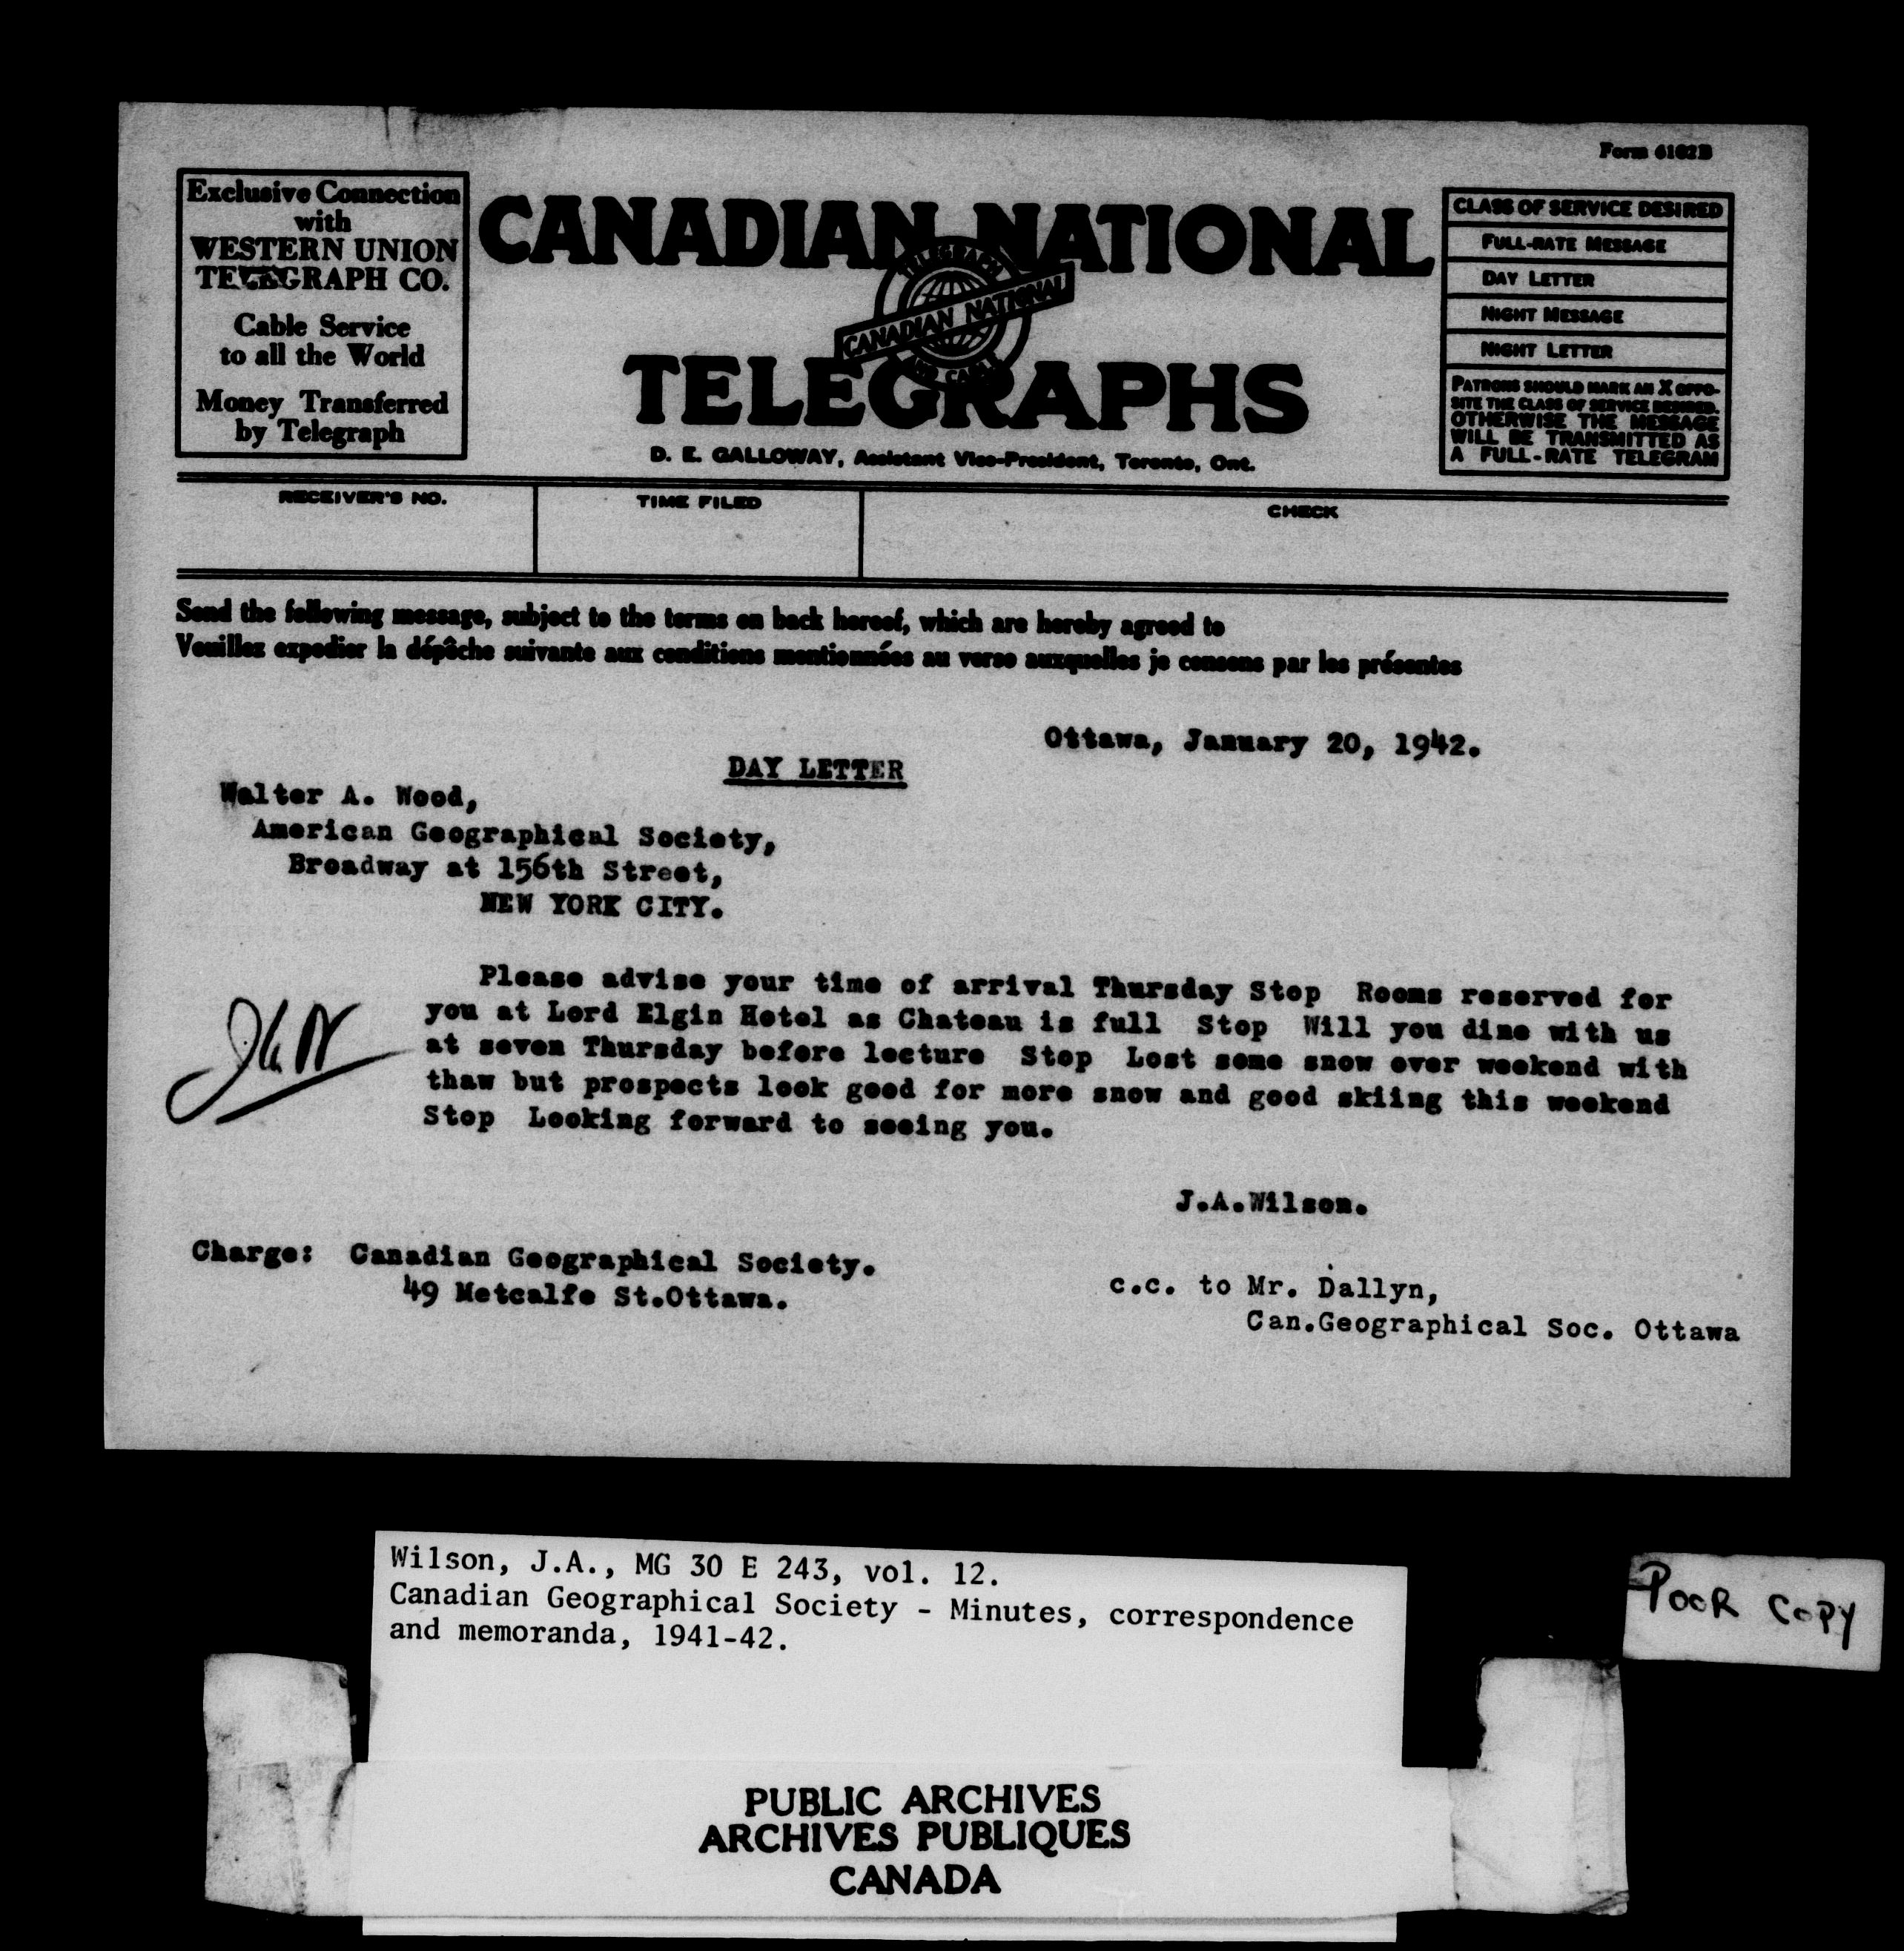 Form 6102B
Exclusive Connection
with
WESTERN UNION
TELEGRAPH CO.
Cable Service
to all the World
Money Transferred
by Telegraph
CANADIAN NATIONAL
TELEGRAPH
CANADIAN NATIONAL
AND CABLE
TELEGRAPHS
D. E. GALLOWAY, Assistant Vice-President, Toronto, Ont.
CLASS OF SERVICE DESIRED
FULL-RATE MESSAGE
DAY LETTER
NIGHT MESSAGE
NIGHT LETTER
PATRONS SHOULD MARK AN X OPPO-
SITE THE CLASS OF SERVICE DESIRED.
OTHERWISE THE MESSAGE
WILL BE TRANSMITTED AS
A FULL-RATE TELEGRAM
RECEIVER'S NO.
TIME FILED
CHECK
Send the following message, subject to the terms on back hereof, which are hereby agreed to
Veuillez expedier la dépêche suivante aux conditions mentionnées au verso auxquelles je consens par les présentes
Ottawa, January 20, 1942.
DAY LETTER
Walter A. Wood,
American Geographical Society,
Broadway at 156th Street,
NEW YORK CITY.
Please advise your time of arrival Thursday Stop Rooms reserved for
you at Lord Elgin Hotel as Chateau is full Stop Will you dine with us
at seven Thursday before lecture Stop Lost some snow over weekend with
thaw but prospects look good for more snow and good skiing this weekend
Stop Looking forward to seeing you.
J.A.Wilson.
Charge: Canadian Geographical Society.
49 Metcalfe St.Ottawa.
c.c. to Mr. Dallyn,
Can.Geographical Soc. Ottawa
Wilson, J.A., MG 30 E 243, vol. 12.
Canadian Geographical Society - Minutes, correspondence
and memoranda, 1941-42.
POOR COPY
PUBLIC ARCHIVES
ARCHIVES PUBLIQUES
CANADA